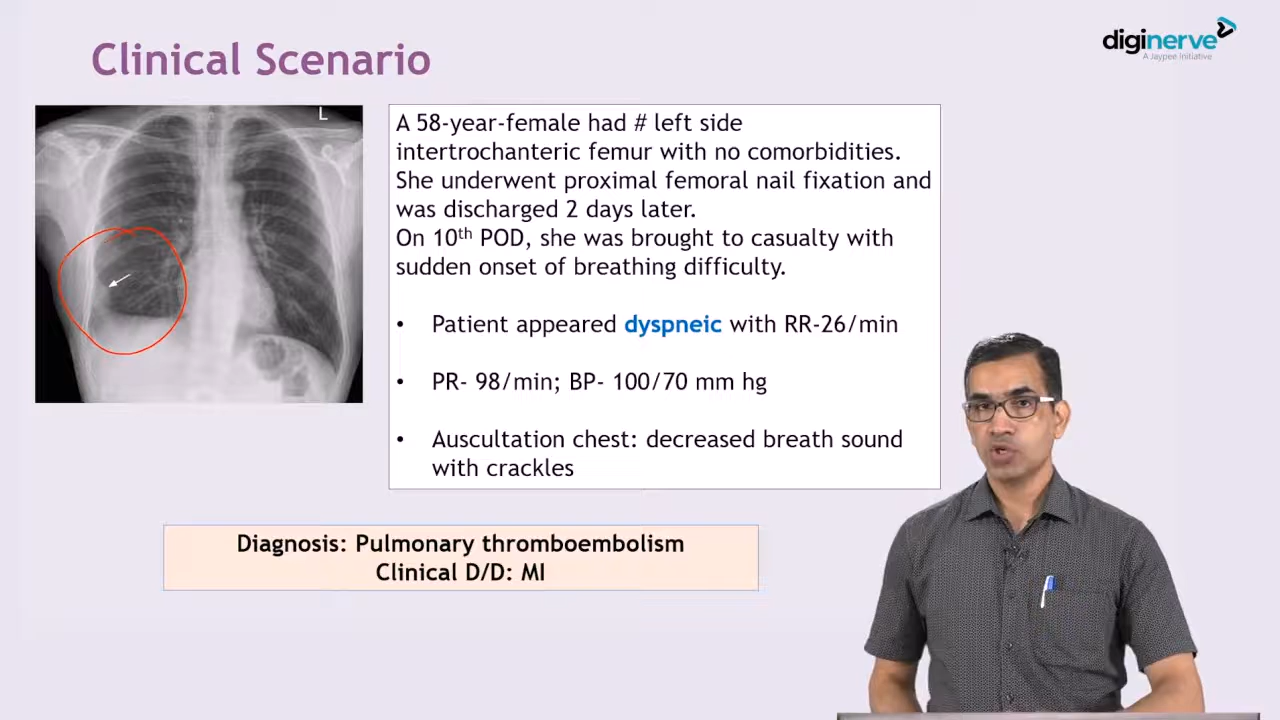 Clinical Scenario
diginerve
A Jaypee Initiative
L
A 58-year-female had # left side
intertrochanteric femur with no comorbidities.
She underwent proximal femoral nail fixation and
was discharged 2 days later.
On 10th POD, she was brought to casualty with
sudden onset of breathing difficulty.
• Patient appeared dyspneic with RR-26/min
• PR- 98/min; BP- 100/70 mm hg
• Auscultation chest: decreased breath sound
with crackles
Diagnosis: Pulmonary thromboembolism
Clinical D/D: MI